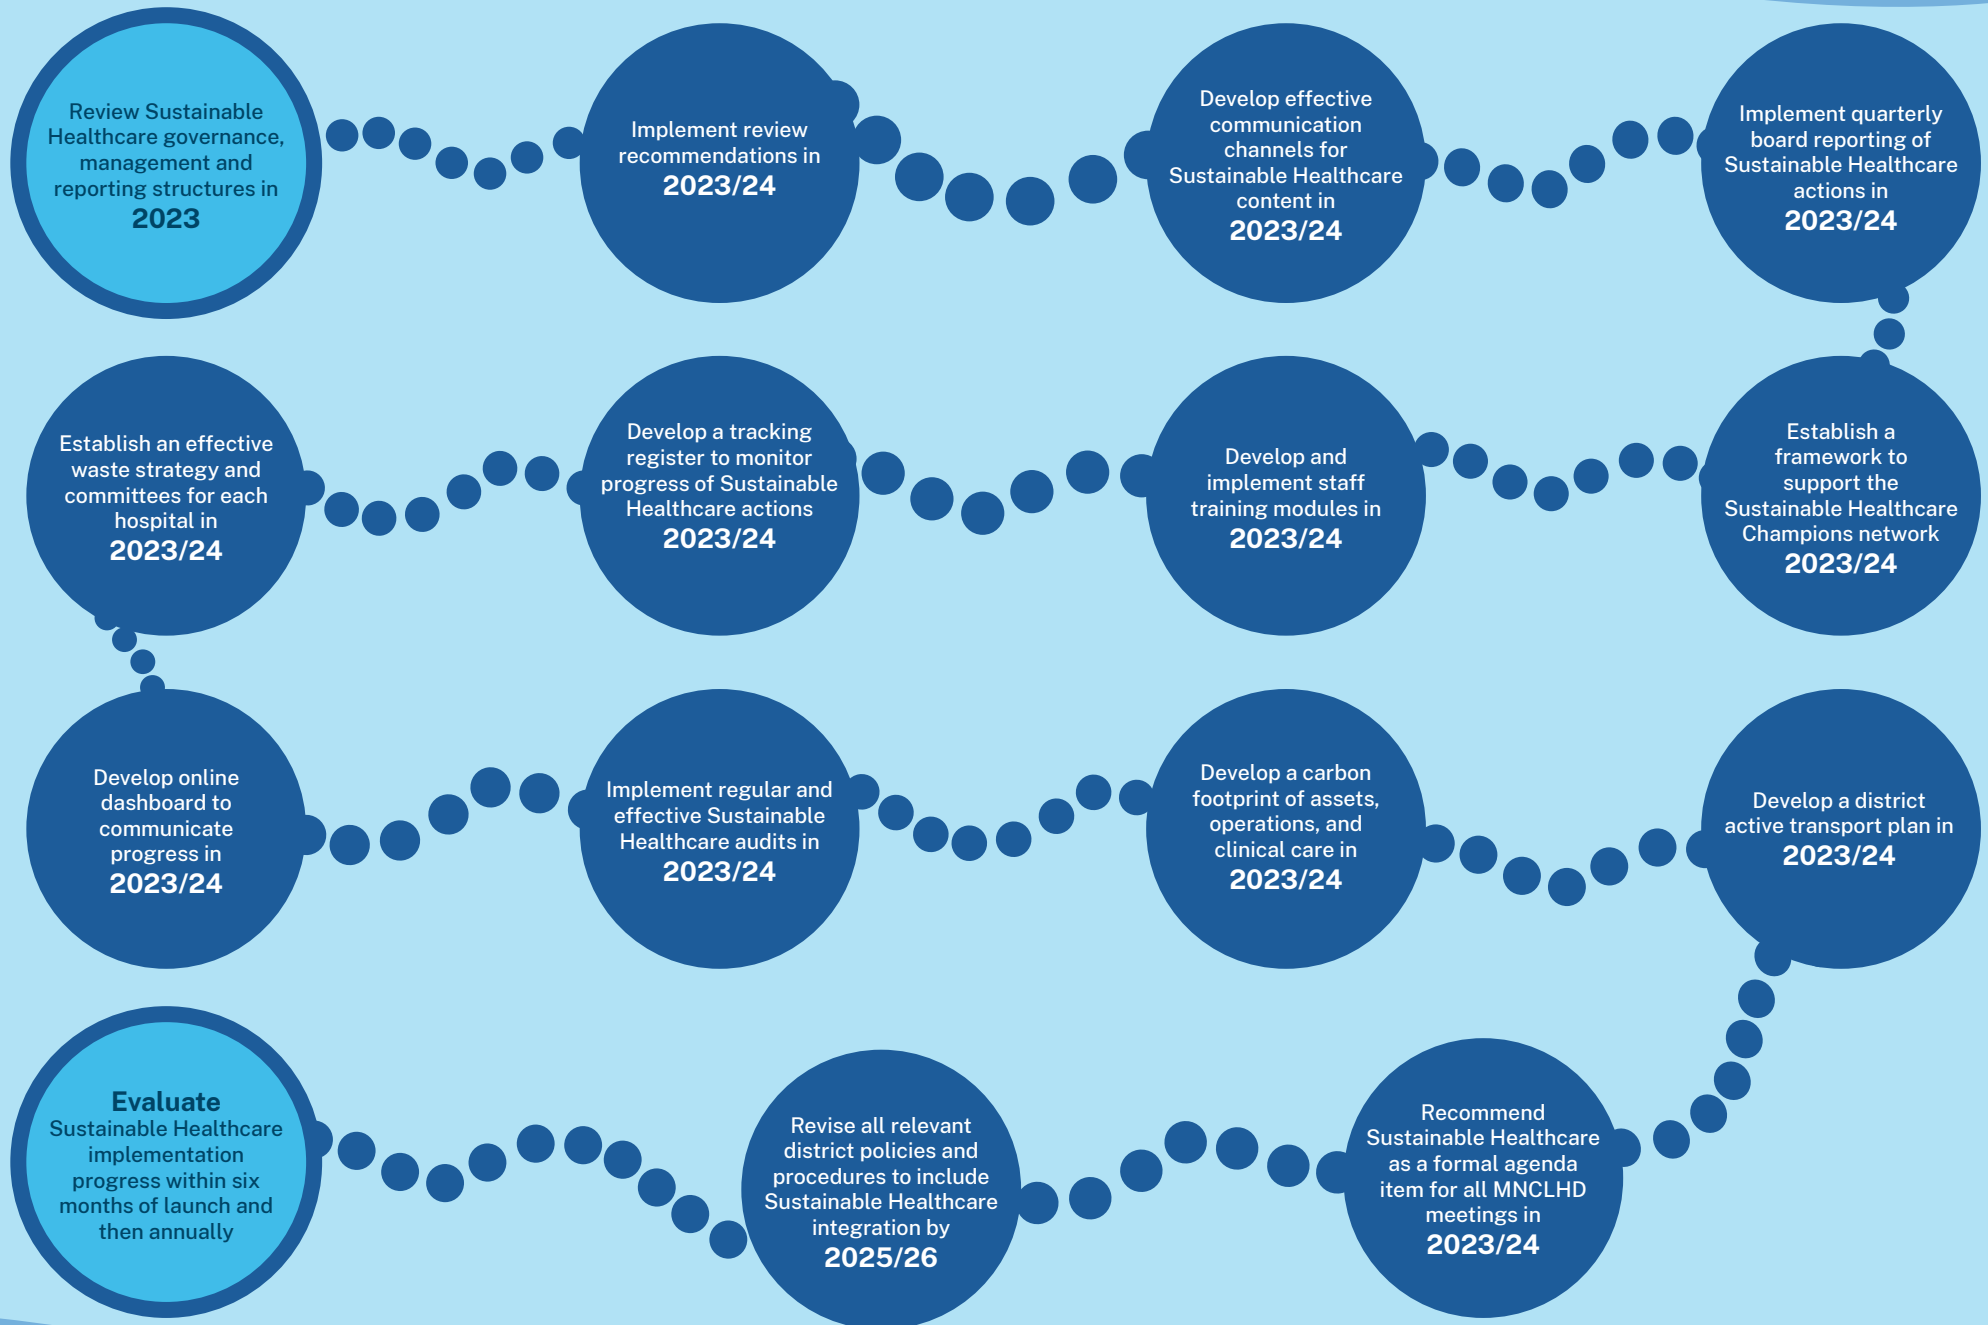 Review Sustainable
Healthcare governance,
management and
reporting structures in
2023
Implement review
recommendations in
2023/24
Develop effective
communication
channels for
Sustainable Healthcare
content in
2023/24
Implement quarterly
board reporting of
Sustainable Healthcare
actions in
2023/24
Establish a
framework to
support the
Sustainable Healthcare
Champions network
2023/24
Develop and
implement staff
training modules in
2023/24
Develop a tracking
register to monitor
progress of Sustainable
Healthcare actions
2023/24
Establish an effective
waste strategy and
committees for each
hospital in
2023/24
Develop online
dashboard to
communicate
progress in
2023/24
Implement regular and
effective Sustainable
Healthcare audits in
2023/24
Develop a carbon
footprint of assets,
operations, and
clinical care in
2023/24
Develop a district
active transport plan in
2023/24
Recommend
Sustainable Healthcare
as a formal agenda
item for all MNCLHD
meetings in
2023/24
Revise all relevant
district policies and
procedures to include
Sustainable Healthcare
integration by
2025/26
Evaluate
Sustainable Healthcare
implementation
progress within six
months of launch and
then annually